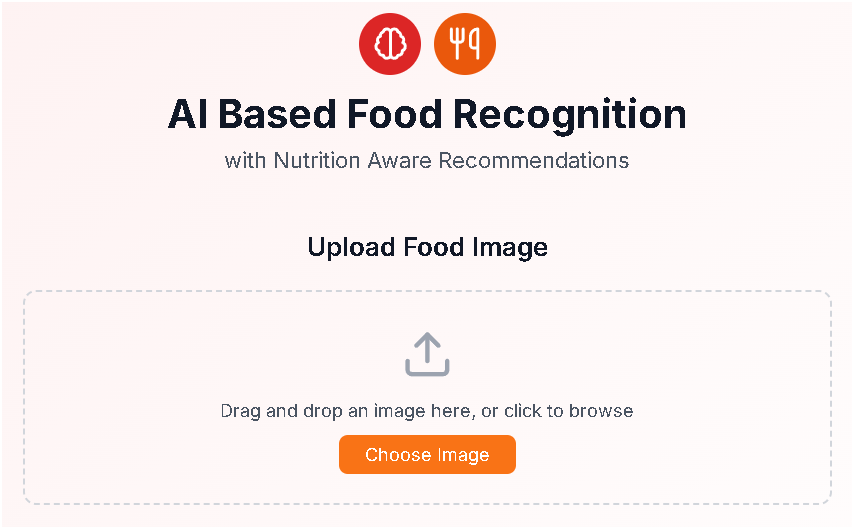 AI Based Food Recognition
with Nutrition Aware Recommendations
Upload Food Image
Drag and drop an image here, or click to browse
Choose Image